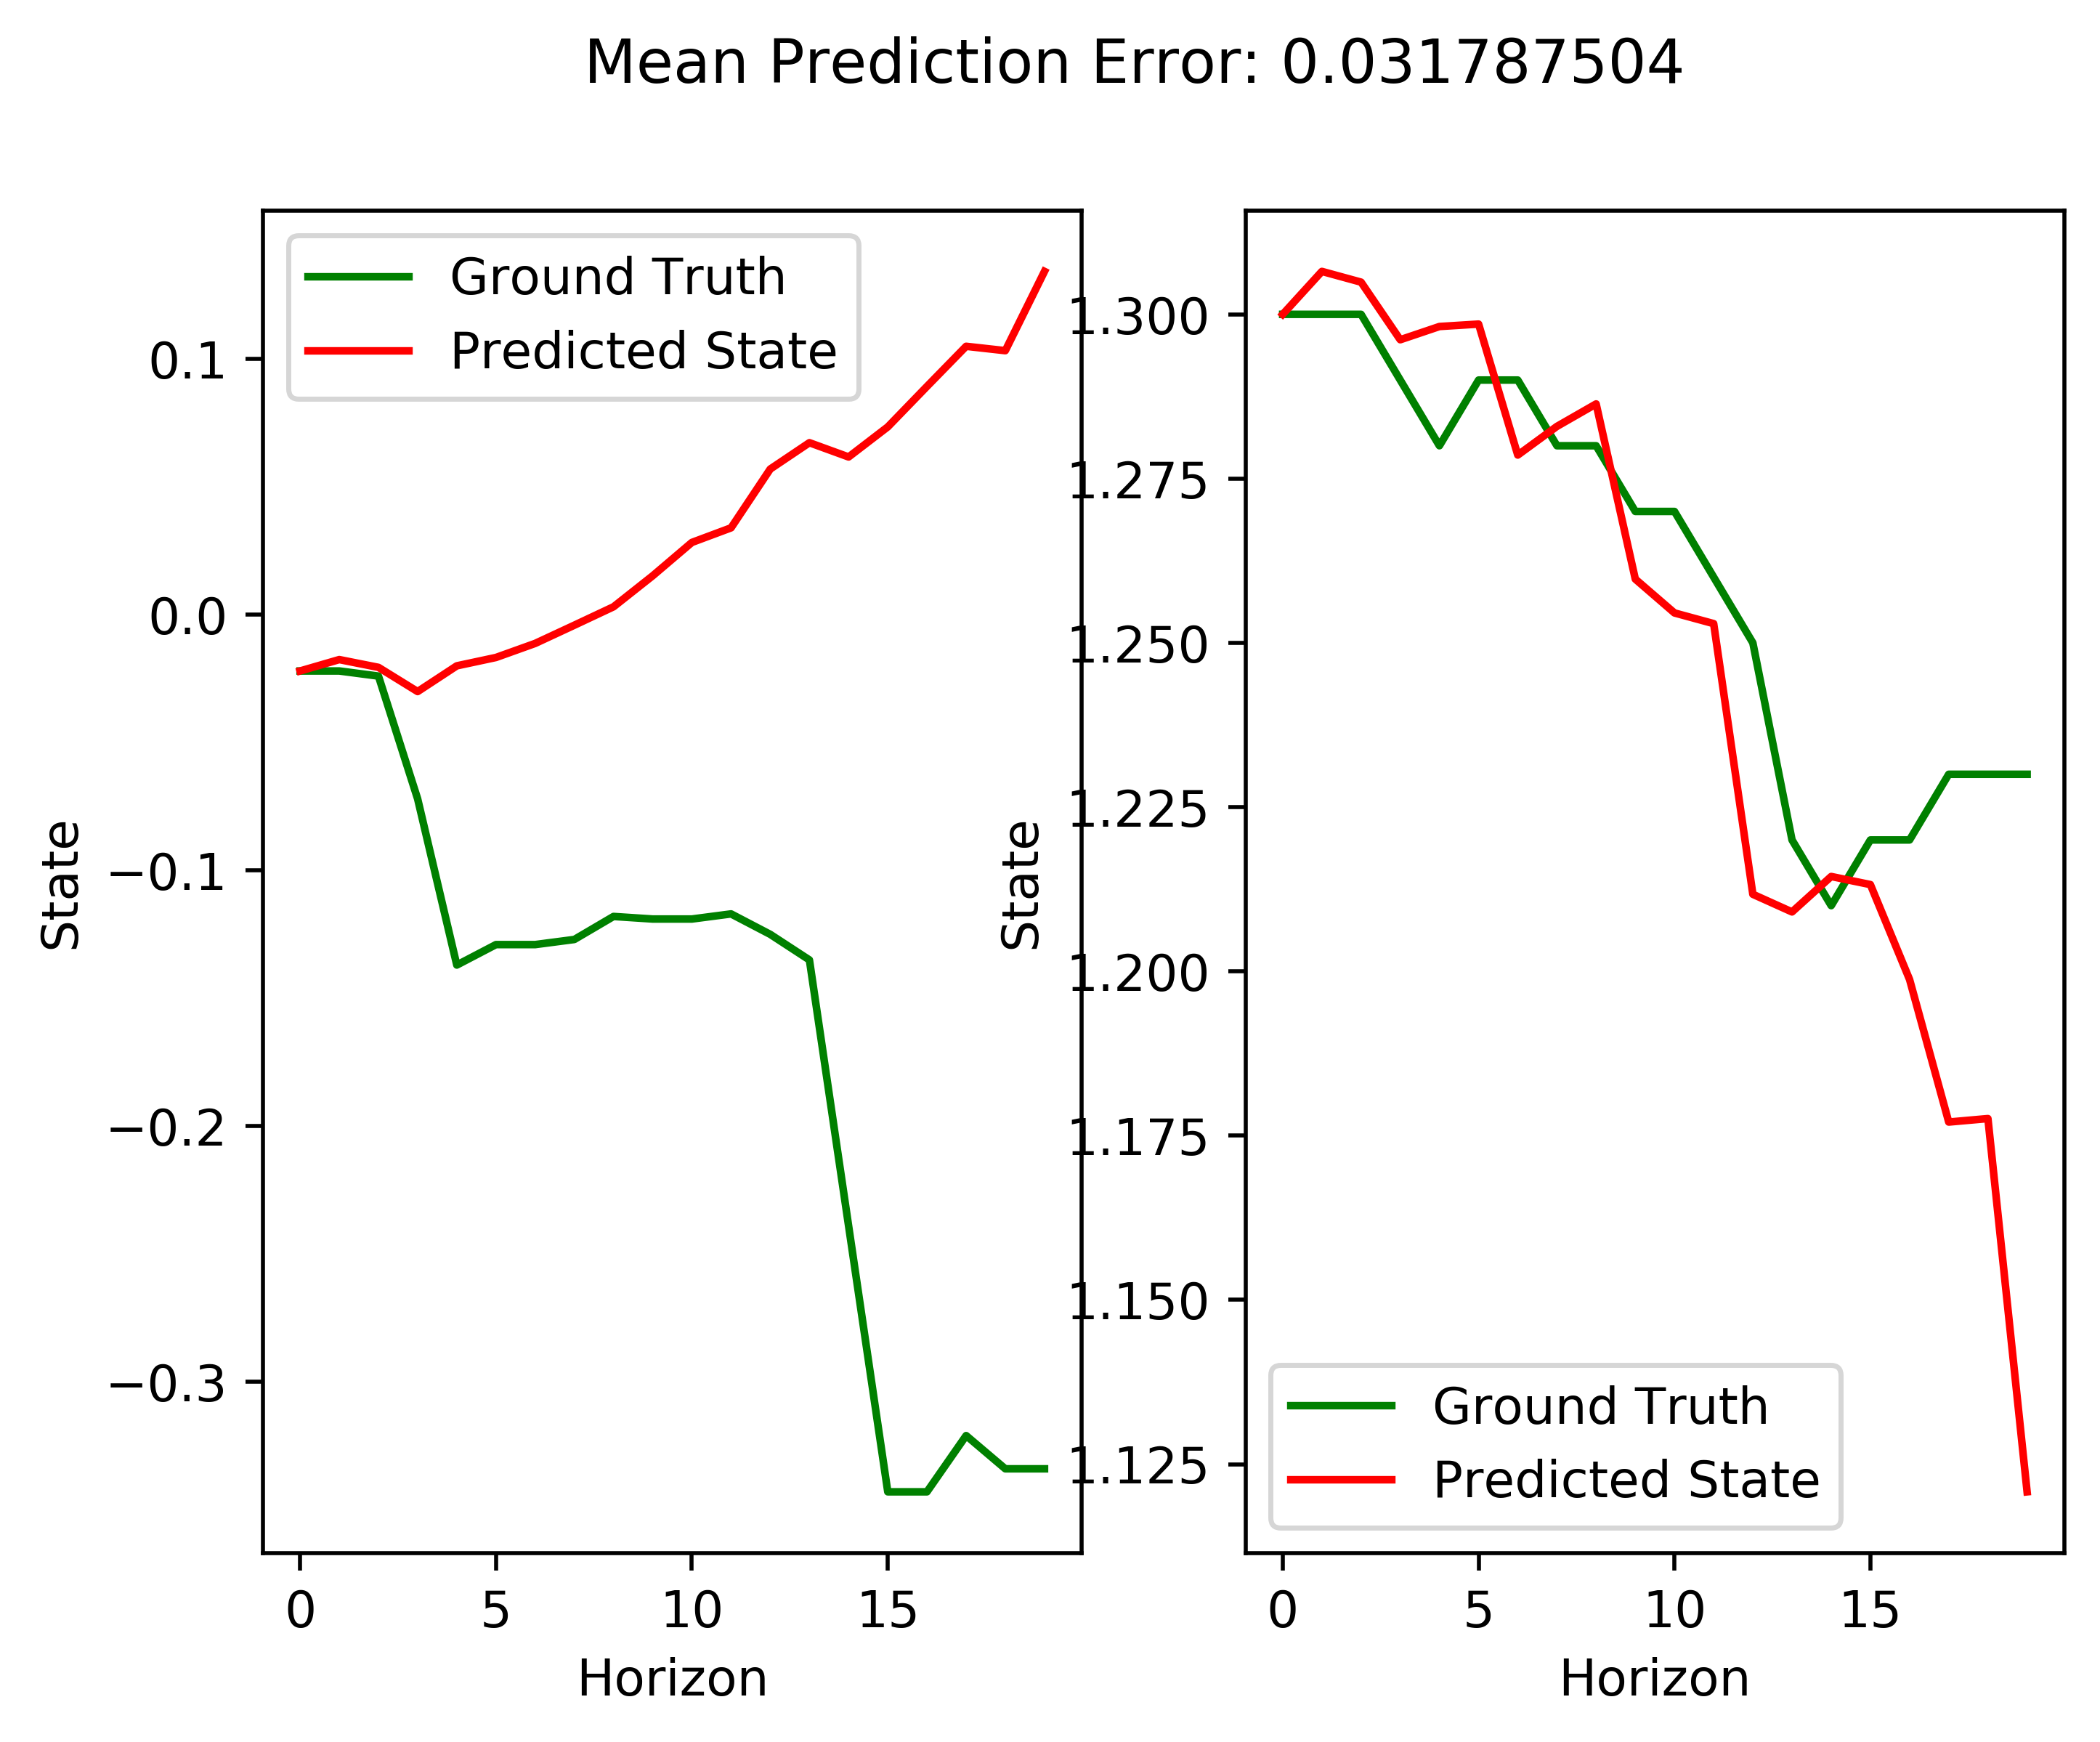 Mean Prediction Error: 0.031787504
Ground Truth
Predicted State
0.1
0.0
−0.1
−0.2
−0.3
State
0
5
10
15
Horizon
1.300
1.275
1.250
1.225
1.200
1.175
1.150
1.125
State
Ground Truth
Predicted State
0
5
10
15
Horizon